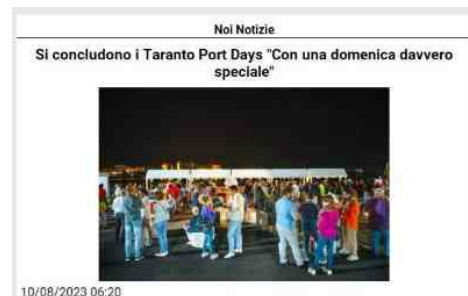 Noi Notizie
Si concludono i Taranto Port Days "Con una domenica davvero
speciale"
10/08/2023 06:20